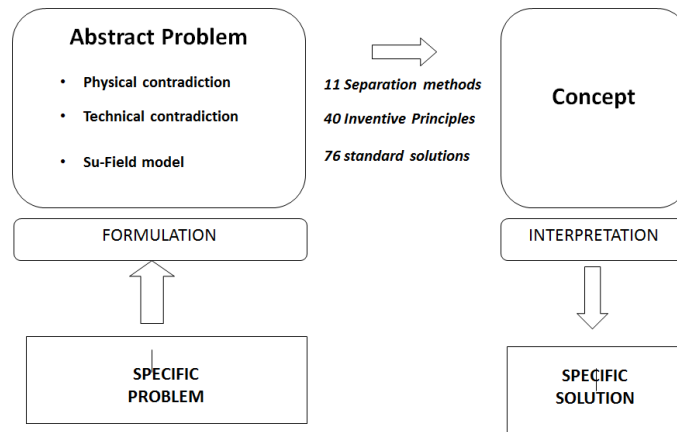 Abstract Problem
• Physical contradiction
• Technical contradiction
• Su-Field model
11 Separation methods
40 Inventive Principles
76 standard solutions
Concept
FORMULATION
INTERPRETATION
SPECIFIC
PROBLEM
SPECIFIC
SOLUTION